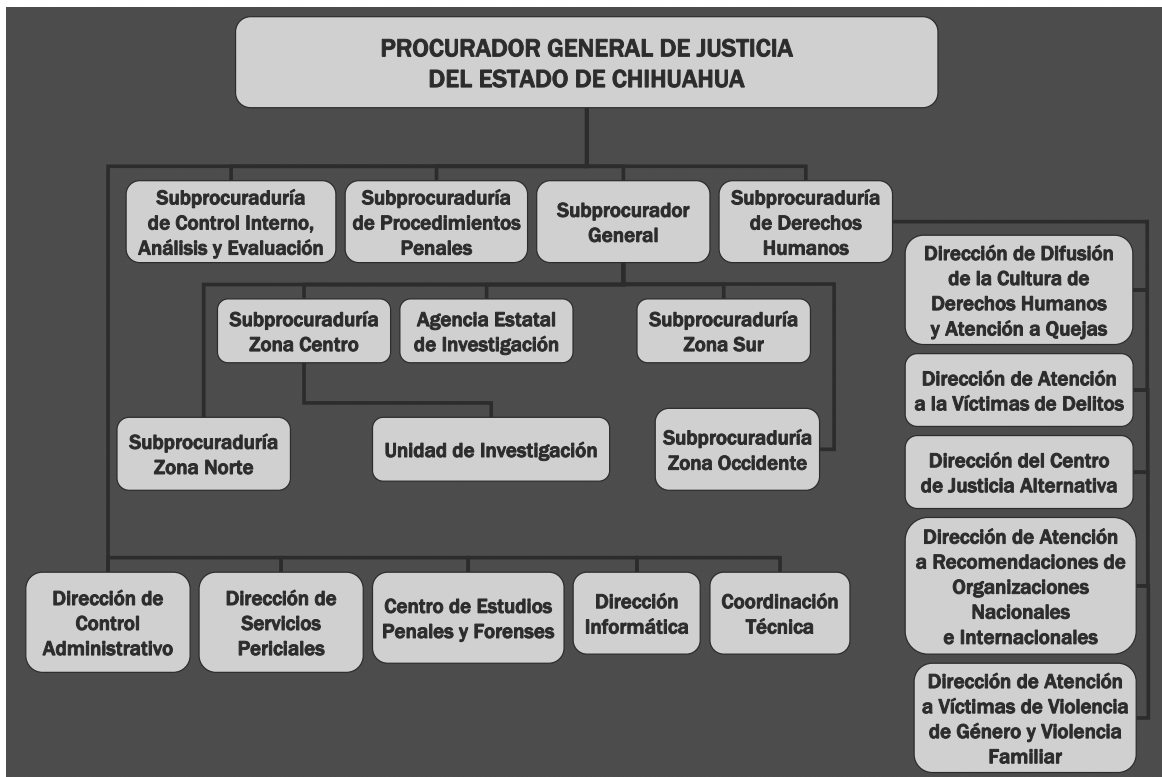 PROCURADOR GENERAL DE JUSTICIA
DEL ESTADO DE CHIHUAHUA
Subprocuraduría
de Control Interno,
Análisis y Evaluación
Subprocuraduría
de Procedimientos
Penales
Subprocurador
General
Subprocuraduría
de Derechos
Humanos
Dirección de Difusión
de la Cultura de
Derechos Humanos
y Atención a Quejas
Subprocuraduría
Zona Centro
Agencia Estatal
de Investigación
Subprocuraduría
Zona Sur
Dirección de Atención
a la Víctimas de Delitos
Subprocuraduría
Zona Norte
Unidad de Investigación
Subprocuraduría
Zona Occidente
Dirección del Centro
de Justicia Alternativa
Dirección de Atención
a Recomendaciones de
Organizaciones
Nacionales
e Internacionales
Dirección de
Control
Administrativo
Dirección de
Servicios
Periciales
Centro de Estudios
Penales y Forenses
Dirección
Informática
Coordinación
Técnica
Dirección de Atención
a Víctimas de Violencia
de Género y Violencia
Familiar